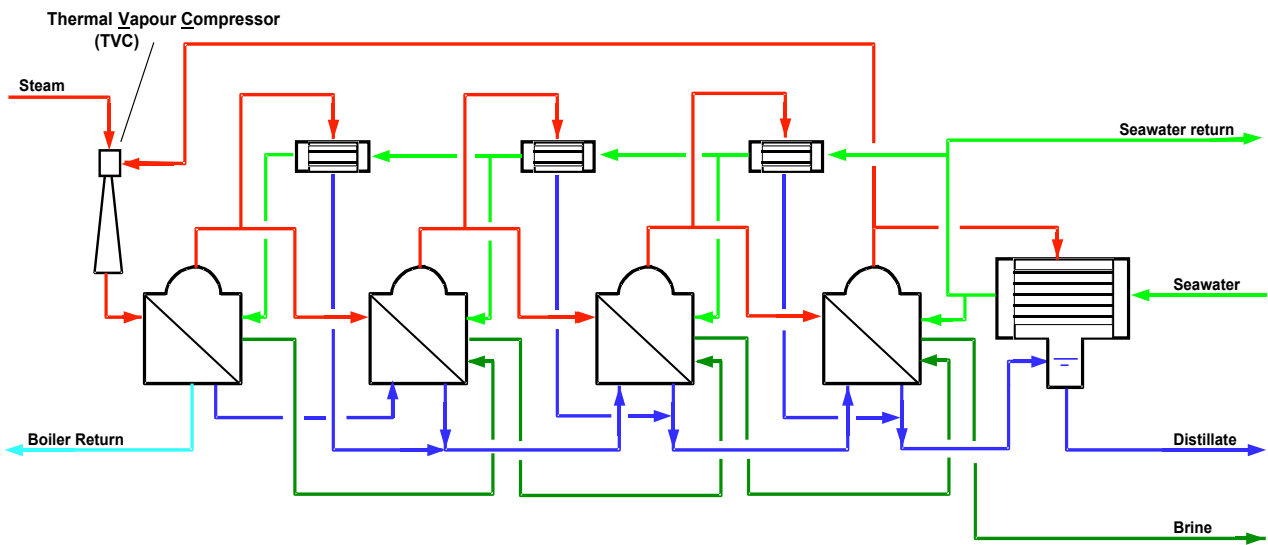 Thermal Vapour Compressor
(TVC)
Steam
Seawater return
Seawater
Boiler Return
Distillate
Brine